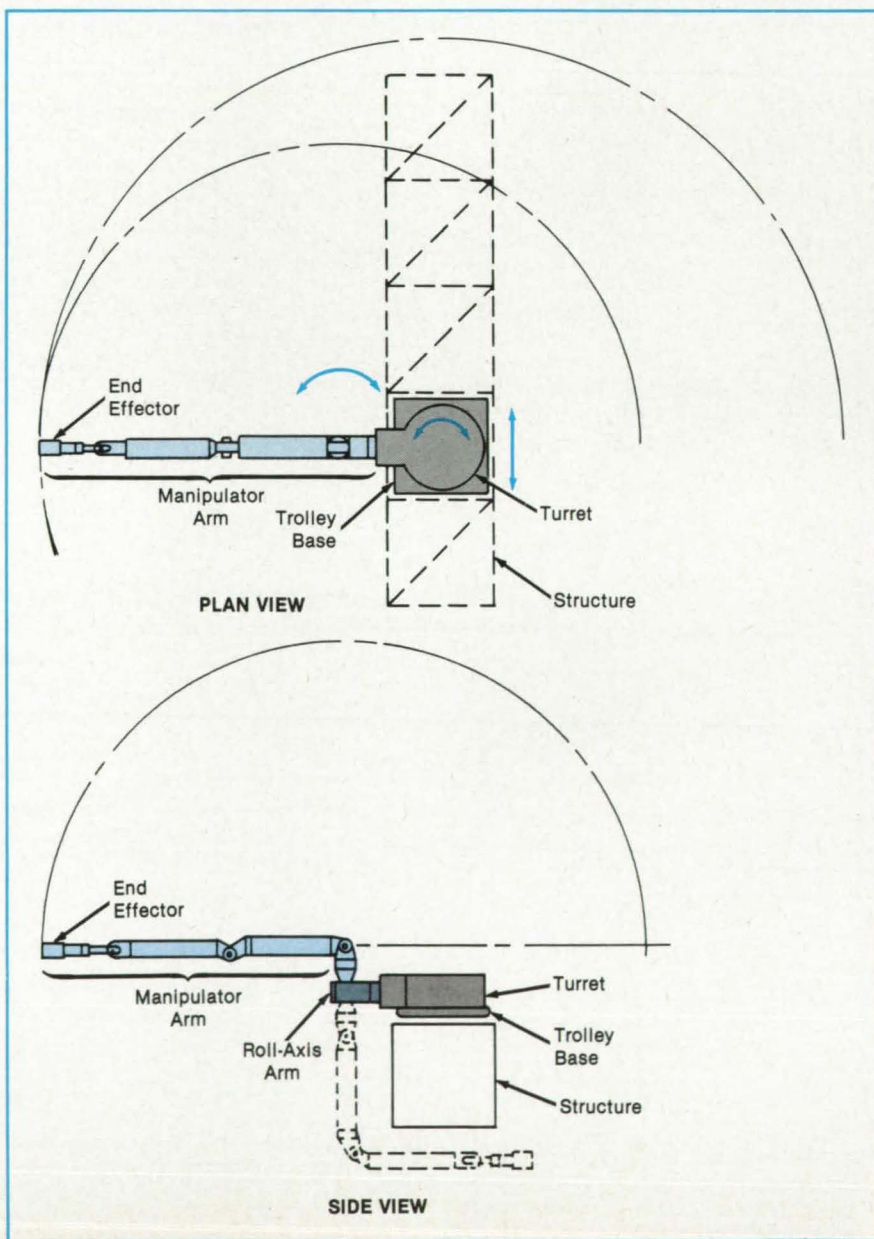 End
Effector
Manipulator
Arm
Trolley
Base
Turret
Structure
PLAN VIEW
End
Effector
Manipulator
Arm
Roll-Axis
Arm
Turret
Trolley
Base
Structure
SIDE VIEW